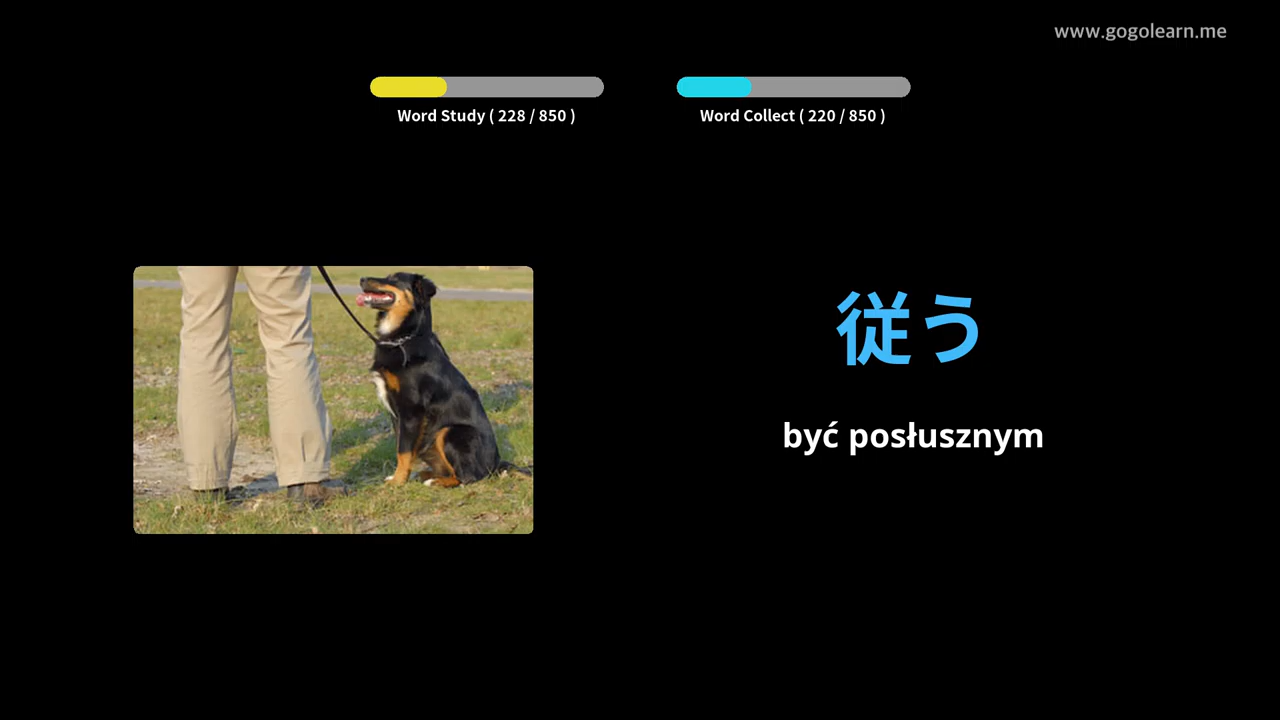 www.gogolearn.me
Word Study ( 228 / 850 )
Word Collect ( 220 / 850 )
従う
być posłusznym